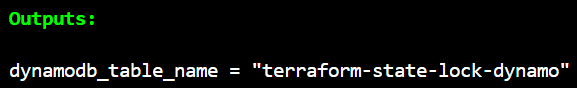 Outputs:
dynamodb_table_name = "terraform-state-lock-dynamo"